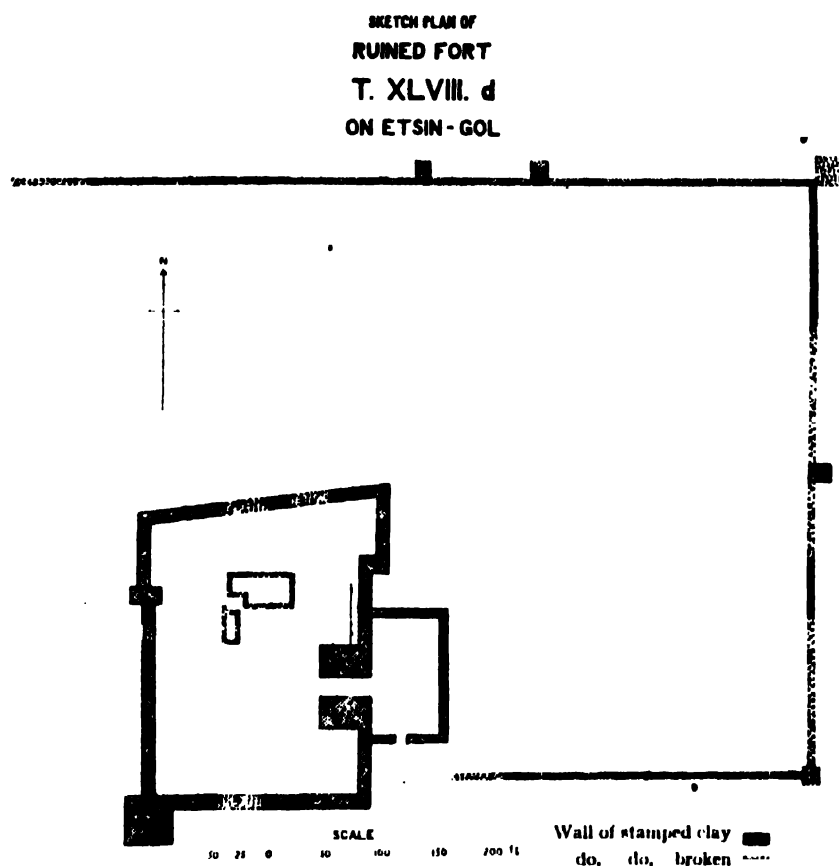 SKETCH PLAN OF
RUINED FORT
T. XLVIII. d
ON ETSIN-GOL
N
SCALE
50 25 0 50 100 150 200 ft
Wall of stamped clay
do. do. broken